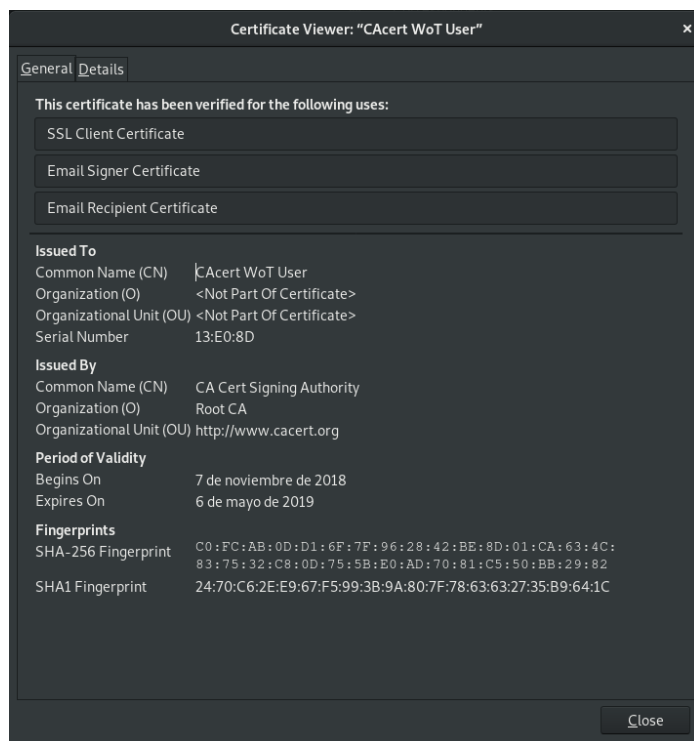 Certificate Viewer: “CAcert WoT User”
×
General Details
This certificate has been verified for the following uses:
SSL Client Certificate
Email Signer Certificate
Email Recipient Certificate
Issued To
Common Name (CN) CAcert WoT User
Organization (O) <Not Part Of Certificate>
Organizational Unit (OU) <Not Part Of Certificate>
Serial Number 13:E0:8D
Issued By
Common Name (CN) CA Cert Signing Authority
Organization (O) Root CA
Organizational Unit (OU) http://www.cacert.org
Period of Validity
Begins On 7 de noviembre de 2018
Expires On 6 de mayo de 2019
Fingerprints
SHA-256 Fingerprint C0:FC:AB:0D:D1:6F:7F:96:28:42:BE:8D:01:CA:63:4C:
83:75:32:C8:0D:75:5B:E0:AD:70:81:C5:50:BB:29:82
SHA1 Fingerprint 24:70:C6:2E:E9:67:F5:99:3B:9A:80:7F:78:63:63:27:35:B9:64:1C
Close